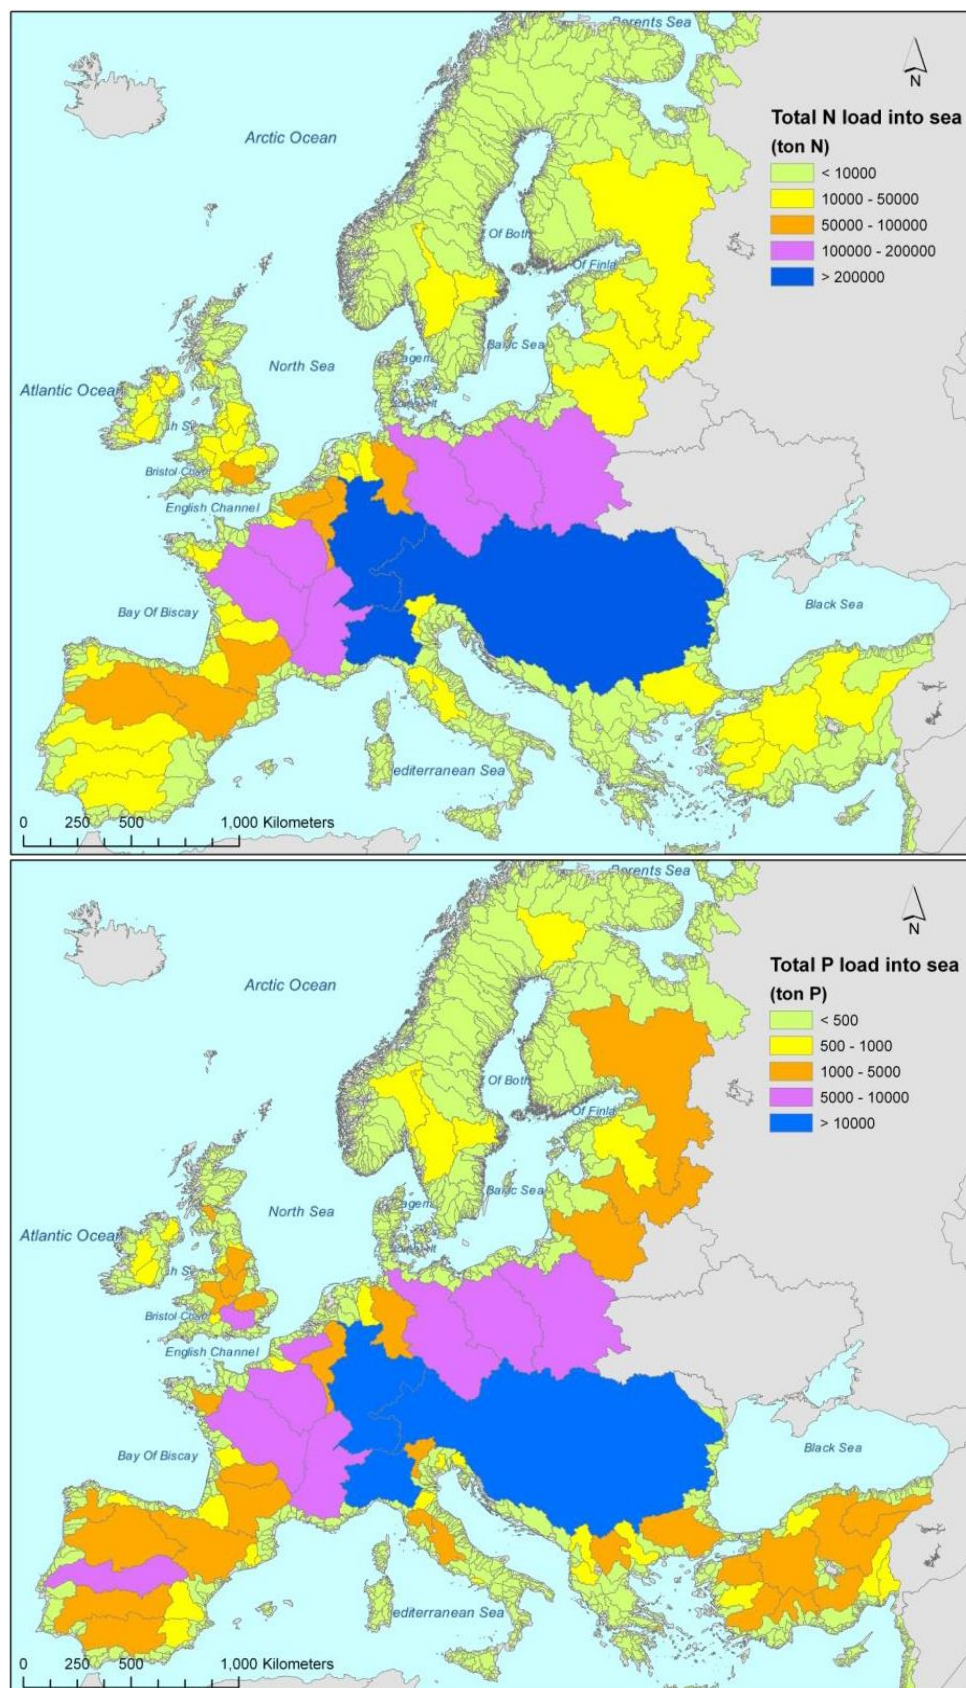 Barents Sea
N
Total N load into sea
(ton N)
< 10000
10000 - 50000
50000 - 100000
100000 - 200000
> 200000
Arctic Ocean
Of Both
Of Finla
Baltic Sea
North Sea
Atlantic Ocean
Bristol Chan
English Channel
Bay Of Biscay
Black Sea
editerranean Sea
0 250 500 1,000 Kilometers
Barents Sea
N
Total P load into sea
(ton P)
< 500
500 - 1000
1000 - 5000
5000 - 10000
> 10000
Arctic Ocean
Of Both
Of Finla
Baltic Sea
North Sea
Atlantic Ocean
Bristol Chan
English Channel
Bay Of Biscay
Black Sea
editerranean Sea
0 250 500 1,000 Kilometers